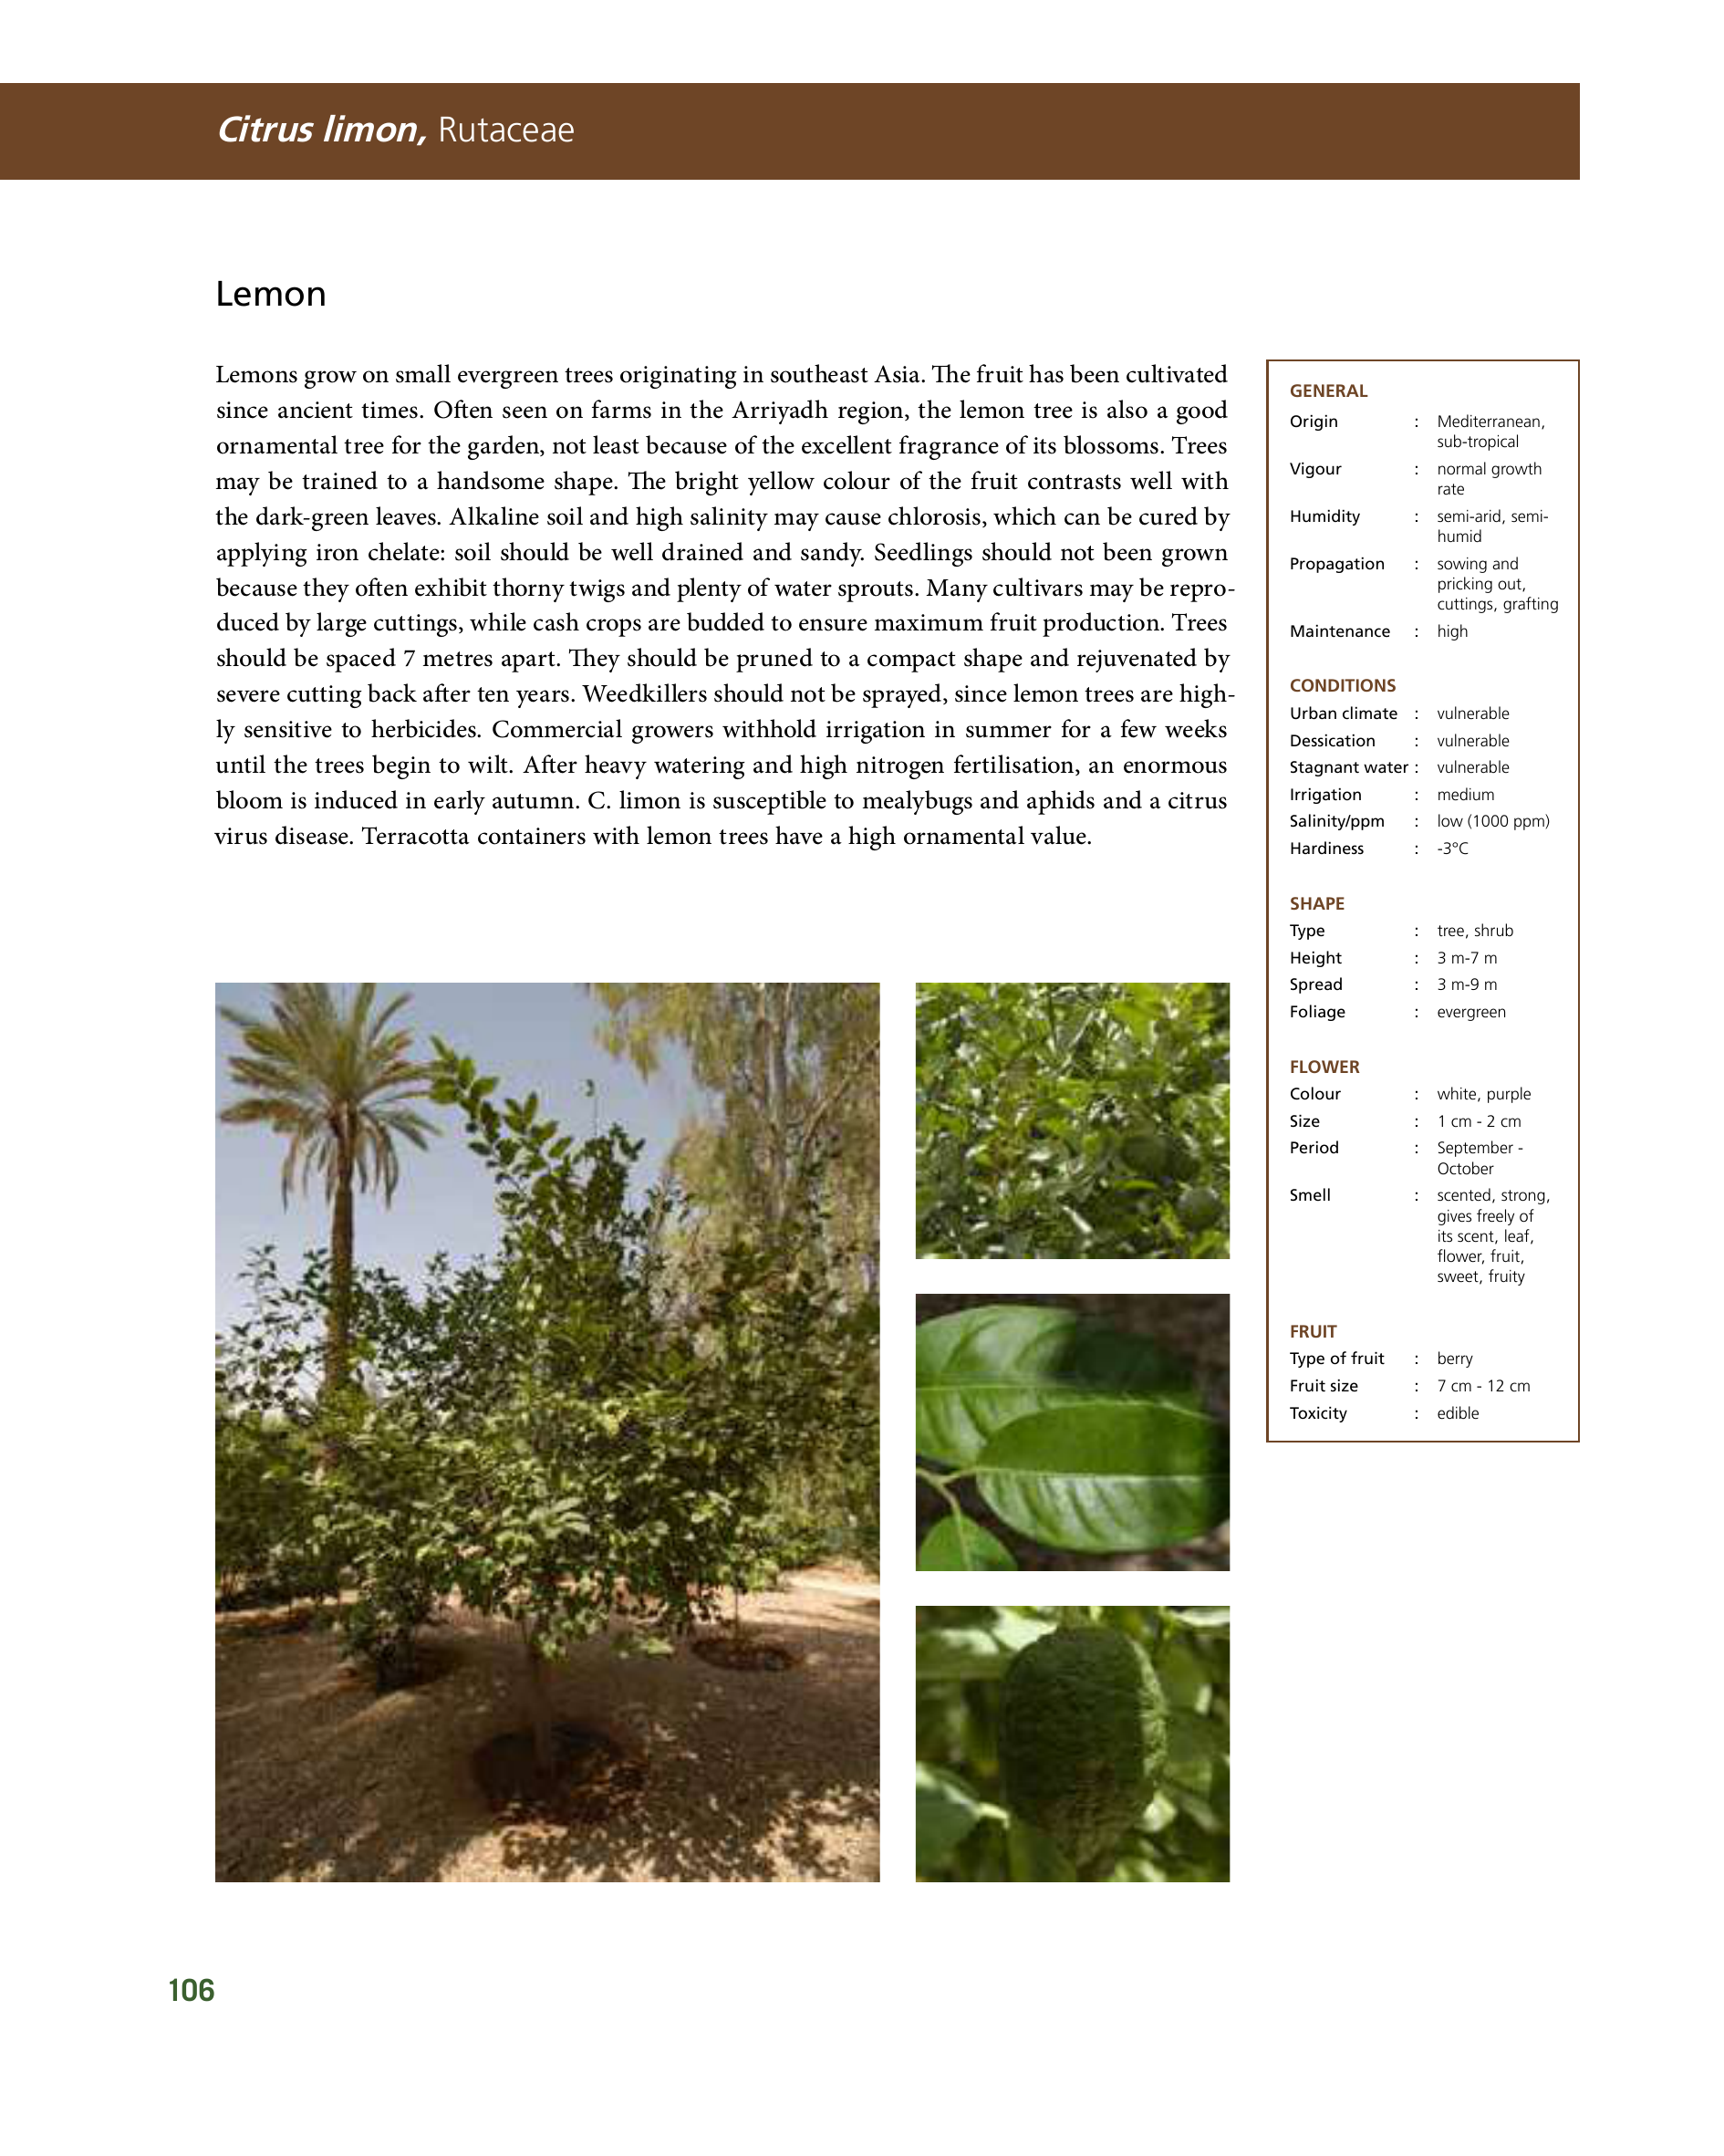 Citrus limon, Rutaceae
Lemon
Lemons grow on small evergreen trees originating in southeast Asia. The fruit has been cultivated
since ancient times. Often seen on farms in the Arriyadh region, the lemon tree is also a good
ornamental tree for the garden, not least because of the excellent fragrance of its blossoms. Trees
may be trained to a handsome shape. The bright yellow colour of the fruit contrasts well with
the dark-green leaves. Alkaline soil and high salinity may cause chlorosis, which can be cured by
applying iron chelate: soil should be well drained and sandy. Seedlings should not been grown
because they often exhibit thorny twigs and plenty of water sprouts. Many cultivars may be repro-
duced by large cuttings, while cash crops are budded to ensure maximum fruit production. Trees
should be spaced 7 metres apart. They should be pruned to a compact shape and rejuvenated by
severe cutting back after ten years. Weedkillers should not be sprayed, since lemon trees are high-
ly sensitive to herbicides. Commercial growers withhold irrigation in summer for a few weeks
until the trees begin to wilt. After heavy watering and high nitrogen fertilisation, an enormous
bloom is induced in early autumn. C. limon is susceptible to mealybugs and aphids and a citrus
virus disease. Terracotta containers with lemon trees have a high ornamental value.
GENERAL
Origin : Mediterranean,
sub-tropical
Vigour : normal growth
rate
Humidity : semi-arid, semi-
humid
Propagation : sowing and
pricking out,
cuttings, grafting
Maintenance : high
CONDITIONS
Urban climate : vulnerable
Dessication : vulnerable
Stagnant water : vulnerable
Irrigation : medium
Salinity/ppm : low (1000 ppm)
Hardiness : -3°C
SHAPE
Type : tree, shrub
Height : 3 m-7 m
Spread : 3 m-9 m
Foliage : evergreen
FLOWER
Colour : white, purple
Size : 1 cm - 2 cm
Period : September -
October
Smell : scented, strong,
gives freely of
its scent, leaf,
flower, fruit,
sweet, fruity
FRUIT
Type of fruit : berry
Fruit size : 7 cm - 12 cm
Toxicity : edible
106